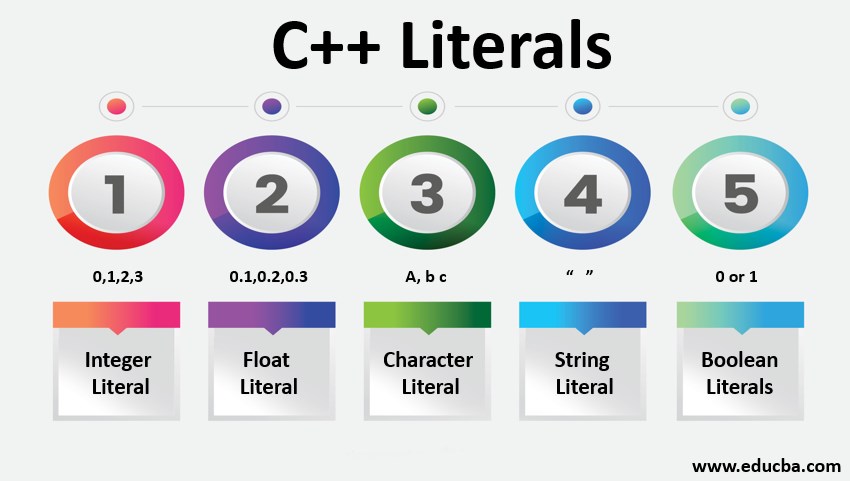 C++ Literals
1 2 3 4 5
0,1,2,3 0.1,0.2,0.3 A, b c “ ” 0 or 1
Integer Literal
Float Literal
Character Literal
String Literal
Boolean Literals
www.educba.com